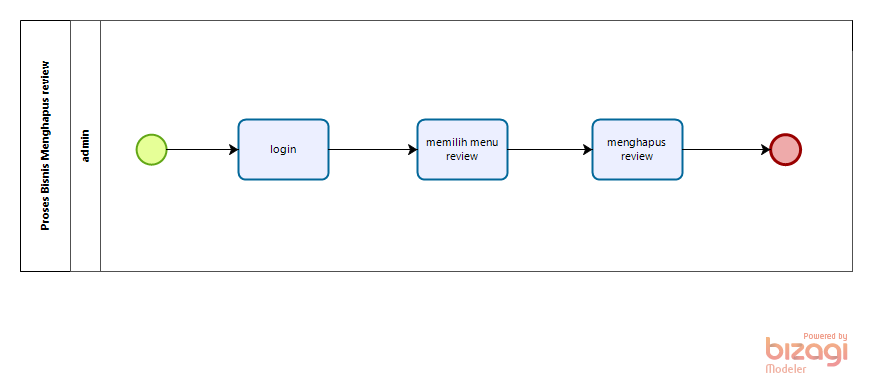 Proses Bisnis Menghapus review
admin
login
memilih menu
review
menghapus
review
Powered by
bizagi
Modeler